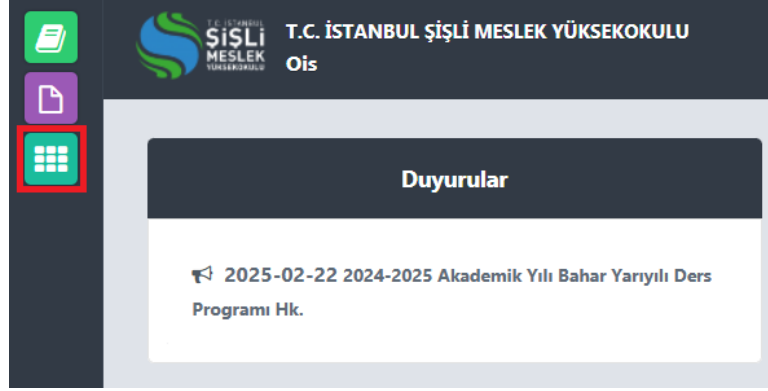 T.C. İSTANBUL
ŞİŞLİ
MESLEK
YÜKSEKOKULU
T.C. İSTANBUL ŞİŞLİ MESLEK YÜKSEKOKULU
Ois
Duyurular
2025-02-22 2024-2025 Akademik Yılı Bahar Yarıyılı Ders
Programı Hk.